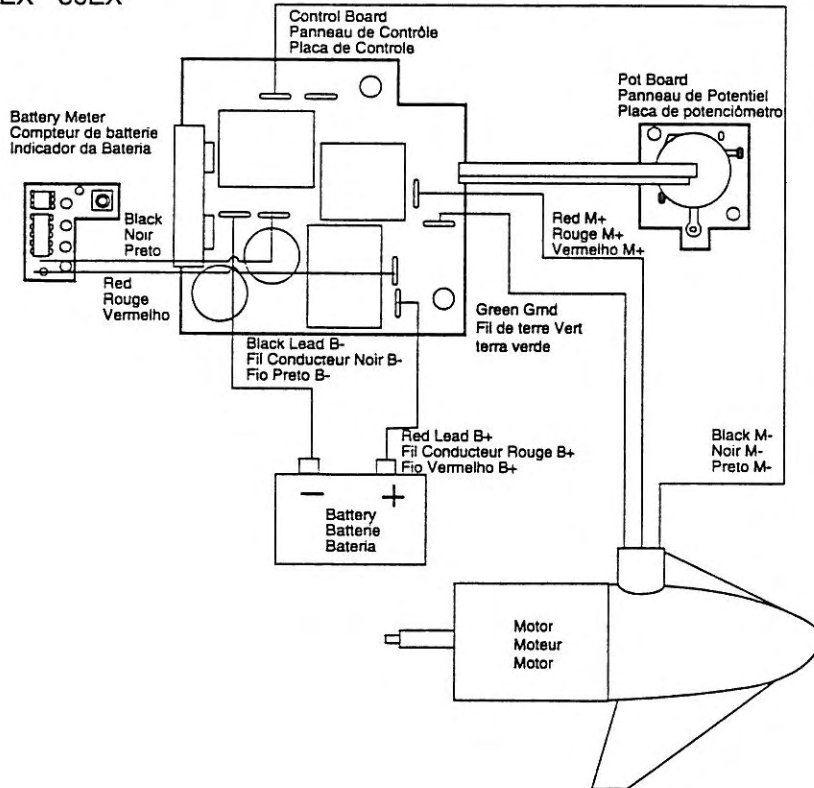 Control Board
Panneau de Contrôle
Placa de Controle
Pot Board
Panneau de Potentiel
Placa de potenciômetro
Battery Meter
Compteur de batterie
Indicador da Bateria
Black
Noir
Preto
Red
Rouge
Vermelho
Red M+
Rouge M+
Vermelho M+
Green Grnd
Fil de terre Vert
terra verde
Black Lead B-
Fil Conducteur Noir B-
Fio Preto B-
Red Lead B+
Fil Conducteur Rouge B+
Fio Vermelho B+
Black M-
Noir M-
Preto M-
− +
Battery
Batterie
Bateria
Motor
Moteur
Motor